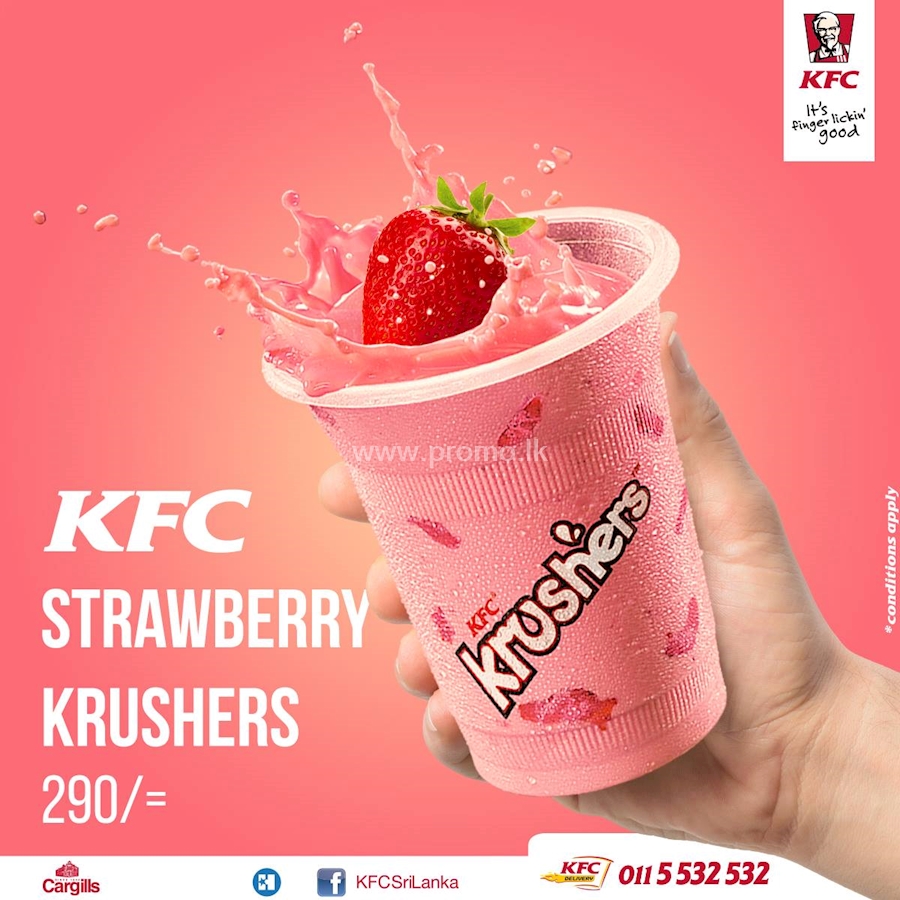 KFC
It's
finger lickin'
good
www.proma.lk
KFC
STRAWBERRY
KRUSHERS
290/=
KFC
krushers
*conditions apply
Cargills
KFCSriLanka
KFC
DELIVERY
011 5 532 532